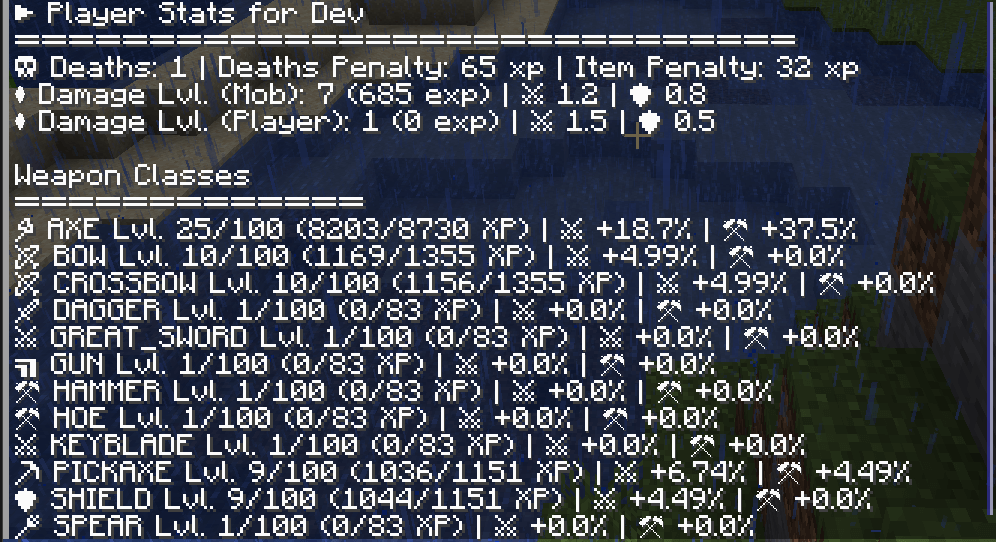 ► Player Stats for Dev
=============================
☠ Deaths: 1 | Deaths Penalty: 65 xp | Item Penalty: 32 xp
♦ Damage Lvl. (Mob): 7 (685 exp) | ⚔ 1.2 | 🛡 0.8
♦ Damage Lvl. (Player): 1 (0 exp) | ⚔ 1.5 | 🛡 0.5
Weapon Classes
=============
🪓 AXE Lvl. 25/100 (8203/8730 XP) | ⚔ +18.7% | ⚒ +37.5%
🏹 BOW Lvl. 10/100 (1169/1355 XP) | ⚔ +4.99% | ⚒ +0.0%
🏹 CROSSBOW Lvl. 10/100 (1156/1355 XP) | ⚔ +4.99% | ⚒ +0.0%
🗡 DAGGER Lvl. 1/100 (0/83 XP) | ⚔ +0.0% | ⚒ +0.0%
⚔ GREAT_SWORD Lvl. 1/100 (0/83 XP) | ⚔ +0.0% | ⚒ +0.0%
GUN Lvl. 1/100 (0/83 XP) | ⚔ +0.0% | ⚒ +0.0%
⚒ HAMMER Lvl. 1/100 (0/83 XP) | ⚔ +0.0% | ⚒ +0.0%
⚒ HOE Lvl. 1/100 (0/83 XP) | ⚔ +0.0% | ⚒ +0.0%
⚔ KEYBLADE Lvl. 1/100 (0/83 XP) | ⚔ +0.0% | ⚒ +0.0%
⛏ PICKAXE Lvl. 9/100 (1036/1151 XP) | ⚔ +6.74% | ⚒ +4.49%
🛡 SHIELD Lvl. 9/100 (1044/1151 XP) | ⚔ +4.49% | ⚒ +0.0%
SPEAR Lvl. 1/100 (0/83 XP) | ⚔ +0.0% | ⚒ +0.0%